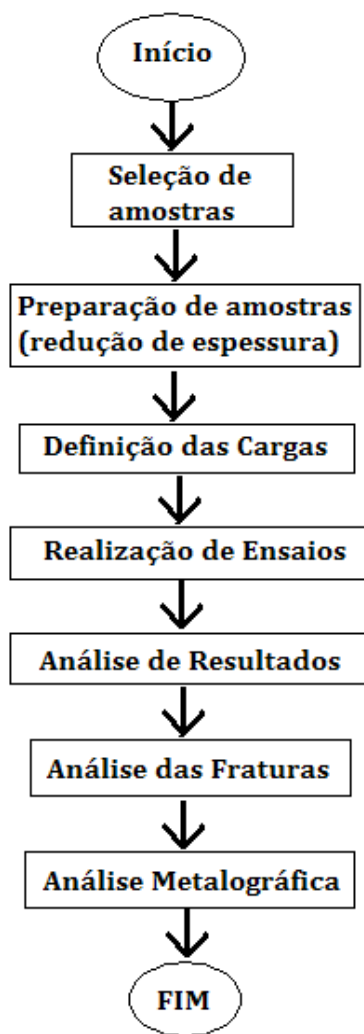 Início
Seleção de
amostras
Preparação de amostras
(redução de espessura)
Definição das Cargas
Realização de Ensaios
Análise de Resultados
Análise das Fraturas
Análise Metalográfica
FIM